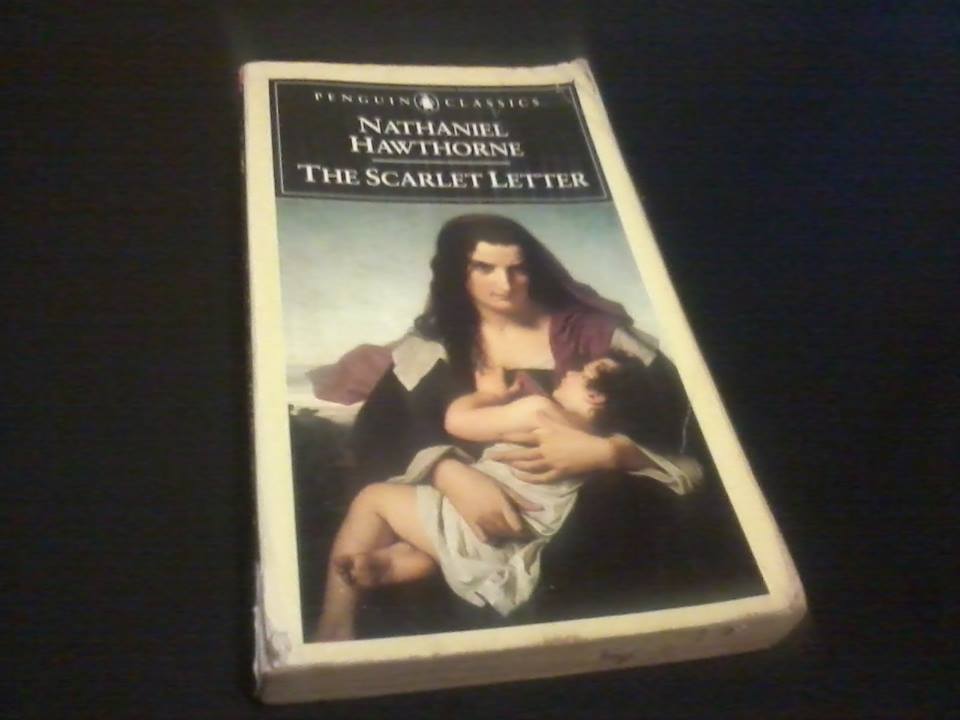 PENGUIN CLASSICS
NATHANIEL
HAWTHORNE
THE SCARLET LETTER